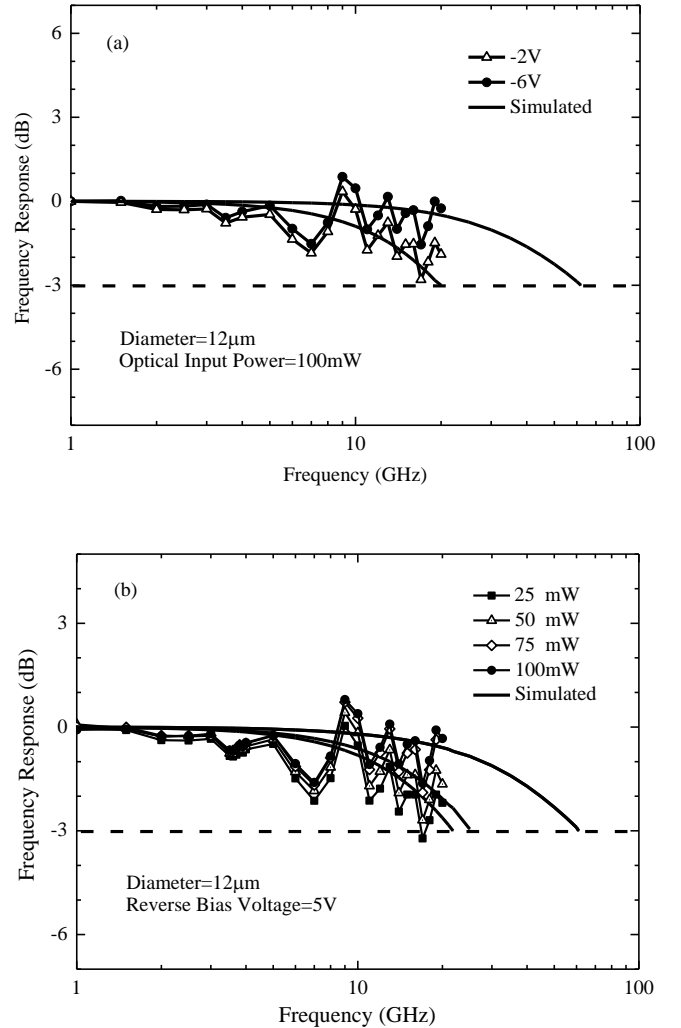 (a)
-2V
-6V
Simulated
6
3
0
-3
-6
Frequency Response (dB)
Diameter=12μm
Optical Input Power=100mW
1
10
100
Frequency (GHz)
(b)
25 mW
50 mW
75 mW
100mW
Simulated
3
0
-3
-6
Frequency Response (dB)
Diameter=12μm
Reverse Bias Voltage=5V
1
10
100
Frequency (GHz)